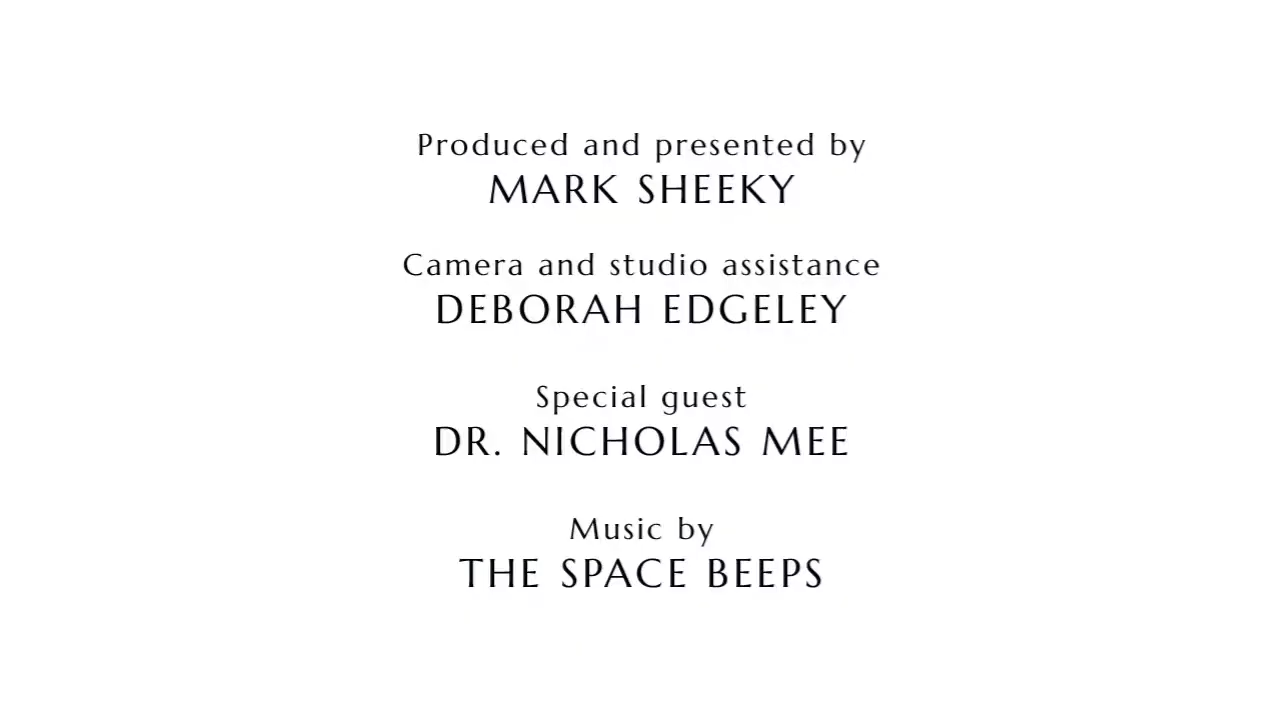 Produced and presented by
MARK SHEEKY
Camera and studio assistance
DEBORAH EDGELEY
Special guest
DR. NICHOLAS MEE
Music by
THE SPACE BEEPS